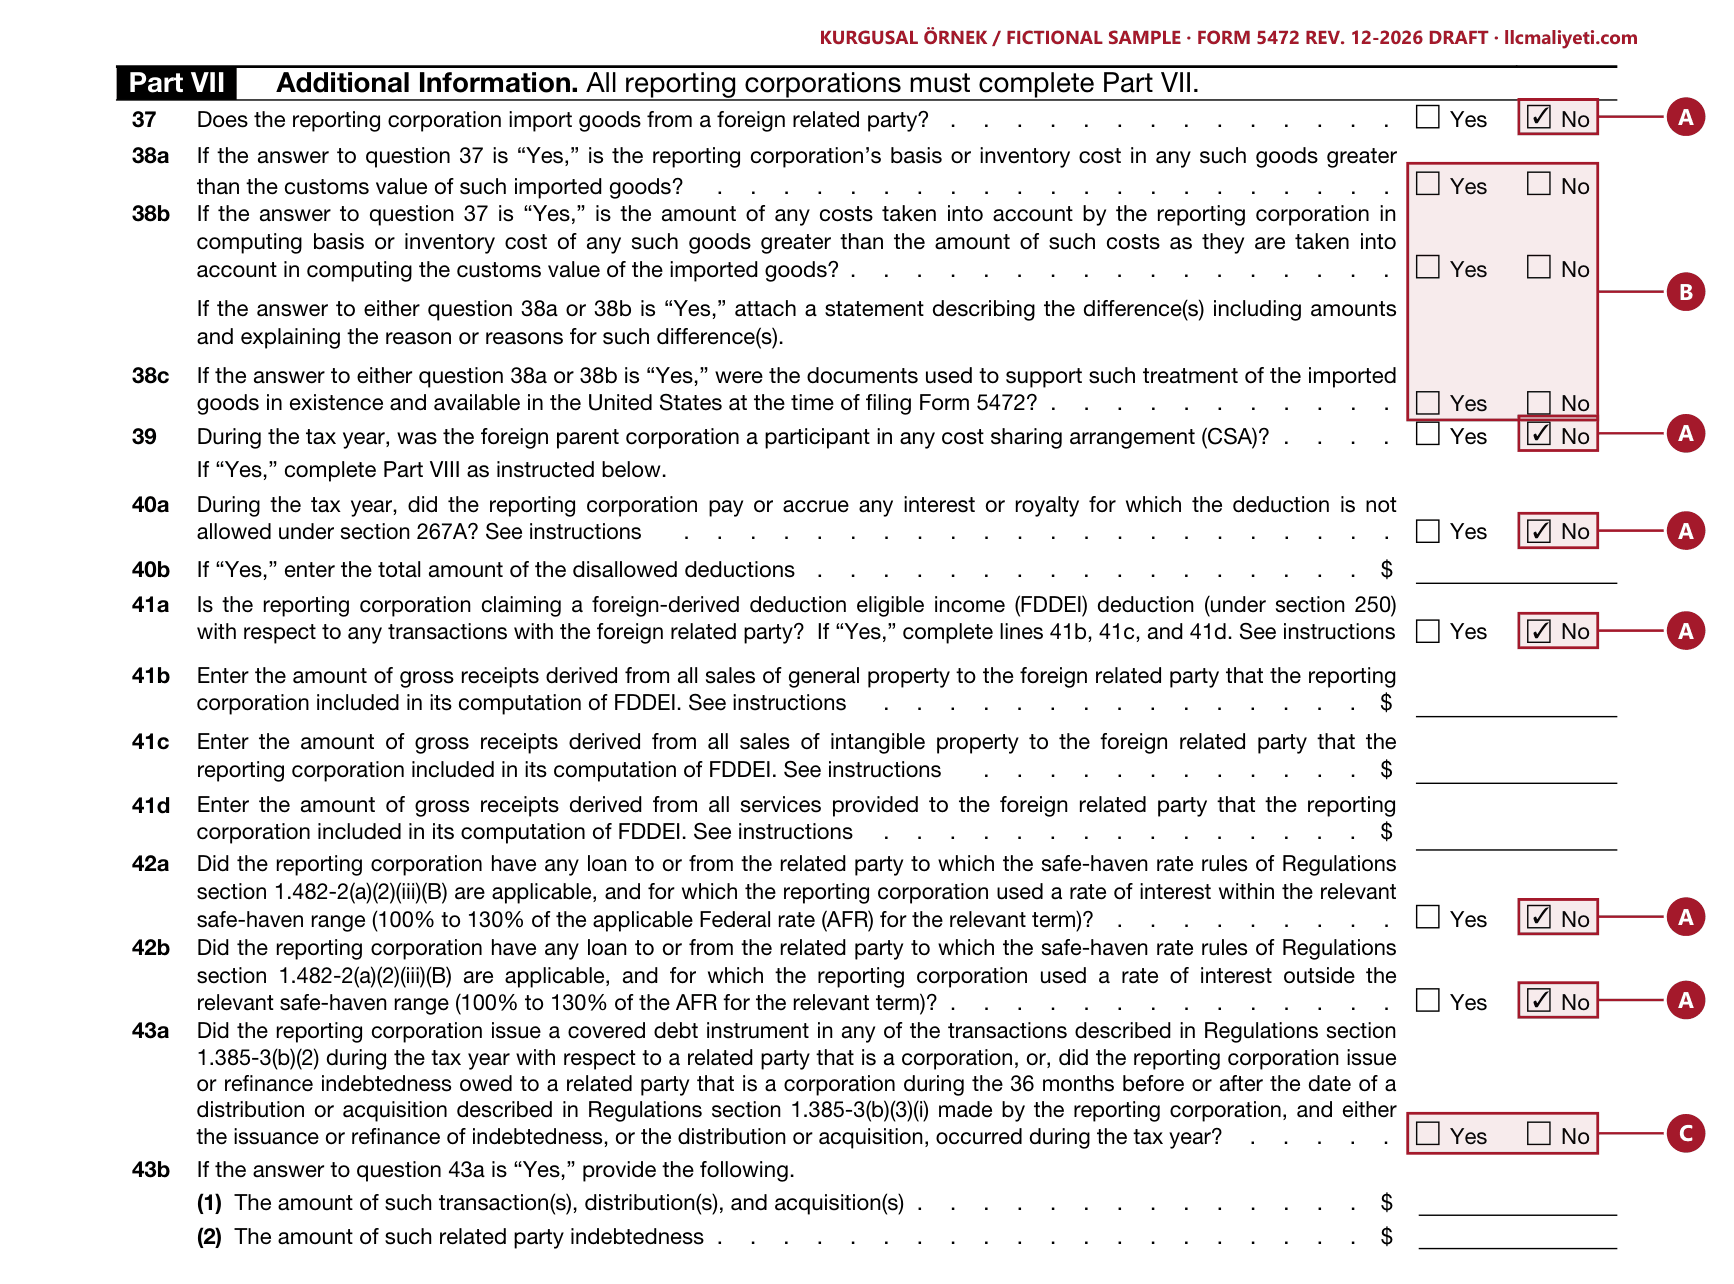 KURGUSAL ÖRNEK / FICTIONAL SAMPLE · FORM 5472 REV. 12-2026 DRAFT · llcmaliyeti.com
Part VII Additional Information. All reporting corporations must complete Part VII.
37 Does the reporting corporation import goods from a foreign related party? . . . . . . . . . . . . . . Yes ✓ No A
38a If the answer to question 37 is “Yes,” is the reporting corporation’s basis or inventory cost in any such goods greater
than the customs value of such imported goods? . . . . . . . . . . . . . . . . . . . . . Yes No
38b If the answer to question 37 is “Yes,” is the amount of any costs taken into account by the reporting corporation in
computing basis or inventory cost of any such goods greater than the amount of such costs as they are taken into
account in computing the customs value of the imported goods? . . . . . . . . . . . . . . . . . Yes No
B
If the answer to either question 38a or 38b is “Yes,” attach a statement describing the difference(s) including amounts
and explaining the reason or reasons for such difference(s).
38c If the answer to either question 38a or 38b is “Yes,” were the documents used to support such treatment of the imported
goods in existence and available in the United States at the time of filing Form 5472? . . . . . . . . . . . Yes No
39 During the tax year, was the foreign parent corporation a participant in any cost sharing arrangement (CSA)? . . . . Yes ✓ No A
If “Yes,” complete Part VIII as instructed below.
40a During the tax year, did the reporting corporation pay or accrue any interest or royalty for which the deduction is not
allowed under section 267A? See instructions . . . . . . . . . . . . . . . . . . . . . . Yes ✓ No A
40b If “Yes,” enter the total amount of the disallowed deductions . . . . . . . . . . . . . . . . . $
41a Is the reporting corporation claiming a foreign-derived deduction eligible income (FDDEI) deduction (under section 250)
with respect to any transactions with the foreign related party? If “Yes,” complete lines 41b, 41c, and 41d. See instructions Yes ✓ No A
41b Enter the amount of gross receipts derived from all sales of general property to the foreign related party that the reporting
corporation included in its computation of FDDEI. See instructions . . . . . . . . . . . . . . . $
41c Enter the amount of gross receipts derived from all sales of intangible property to the foreign related party that the
reporting corporation included in its computation of FDDEI. See instructions . . . . . . . . . . . . $
41d Enter the amount of gross receipts derived from all services provided to the foreign related party that the reporting
corporation included in its computation of FDDEI. See instructions . . . . . . . . . . . . . . . $
42a Did the reporting corporation have any loan to or from the related party to which the safe-haven rate rules of Regulations
section 1.482-2(a)(2)(iii)(B) are applicable, and for which the reporting corporation used a rate of interest within the relevant
safe-haven range (100% to 130% of the applicable Federal rate (AFR) for the relevant term)? . . . . . . . . . Yes ✓ No A
42b Did the reporting corporation have any loan to or from the related party to which the safe-haven rate rules of Regulations
section 1.482-2(a)(2)(iii)(B) are applicable, and for which the reporting corporation used a rate of interest outside the
relevant safe-haven range (100% to 130% of the AFR for the relevant term)? . . . . . . . . . . . . . . Yes ✓ No A
43a Did the reporting corporation issue a covered debt instrument in any of the transactions described in Regulations section
1.385-3(b)(2) during the tax year with respect to a related party that is a corporation, or, did the reporting corporation issue
or refinance indebtedness owed to a related party that is a corporation during the 36 months before or after the date of a
distribution or acquisition described in Regulations section 1.385-3(b)(3)(i) made by the reporting corporation, and either
the issuance or refinance of indebtedness, or the distribution or acquisition, occurred during the tax year? . . . . . Yes No C
43b If the answer to question 43a is “Yes,” provide the following.
(1) The amount of such transaction(s), distribution(s), and acquisition(s) . . . . . . . . . . . . . . $
(2) The amount of such related party indebtedness . . . . . . . . . . . . . . . . . . . . $